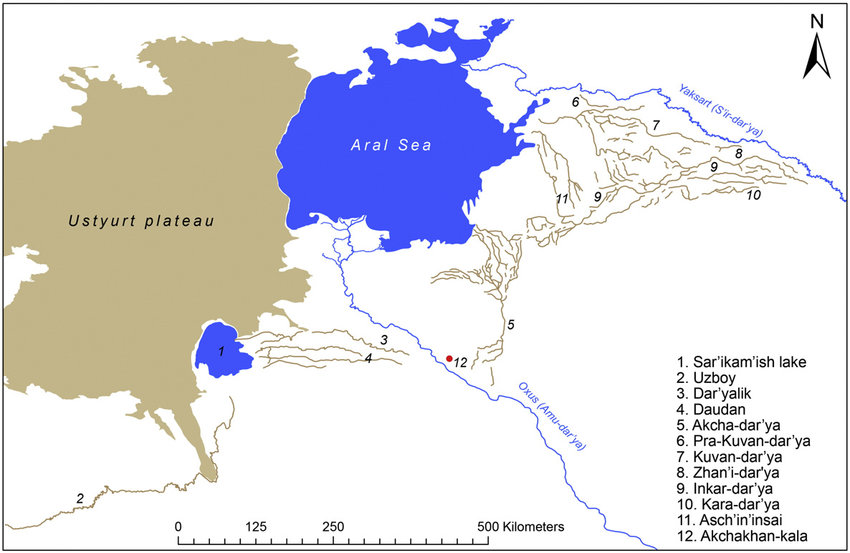 N
Yaksart (S'ir-dar'ya)
Aral Sea
Ustyurt plateau
Oxus (Amu-dar'ya)
6
7
8
9
9
10
11
5
3
4
1
12
2
1. Sar'ikam'ish lake
2. Uzboy
3. Dar'yalik
4. Daudan
5. Akcha-dar'ya
6. Pra-Kuvan-dar'ya
7. Kuvan-dar'ya
8. Zhan'i-dar'ya
9. Inkar-dar'ya
10. Kara-dar'ya
11. Asch'in'insai
12. Akchakhan-kala
0 125 250 500 Kilometers